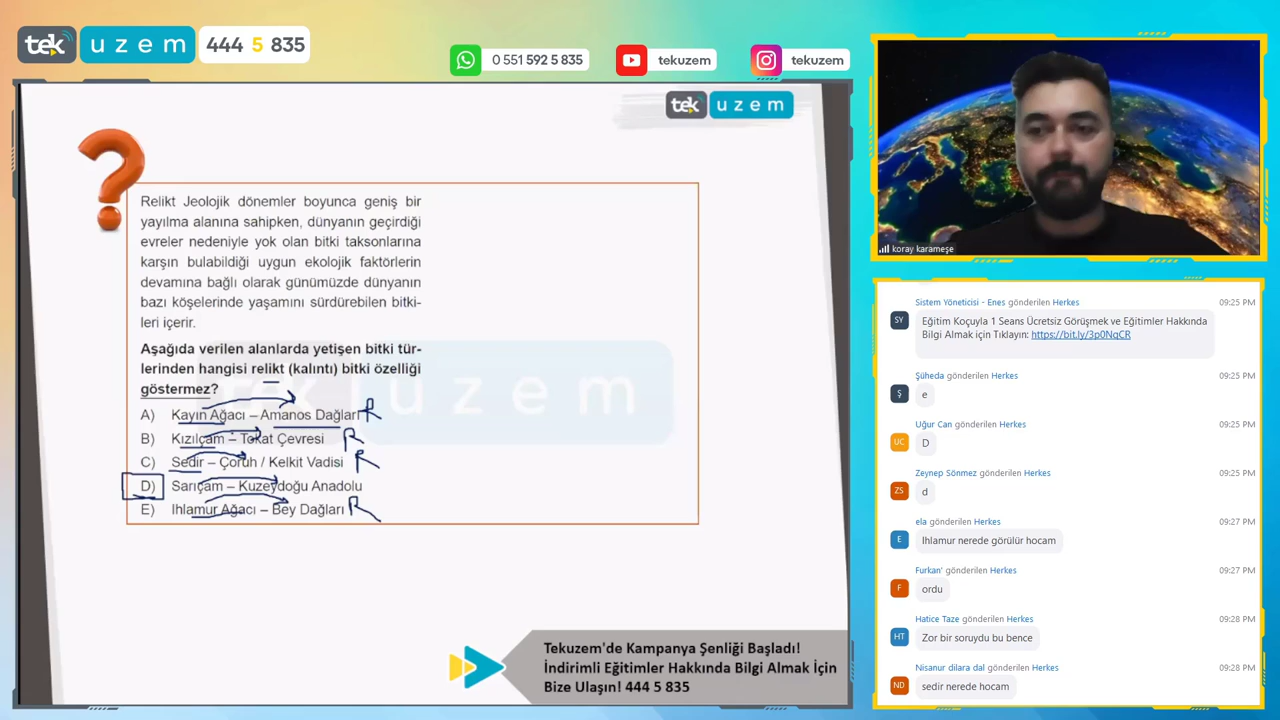 tek uzem 444 5 835
0 551 592 5 835
tekuzem
tekuzem
tek uzem
?
Relikt Jeolojik dönemler boyunca geniş bir
yayılma alanına sahipken, dünyanın geçirdiği
evreler nedeniyle yok olan bitki taksonlarına
karşın bulabildiği uygun ekolojik faktörlerin
devamına bağlı olarak günümüzde dünyanın
bazı köşelerinde yaşamını sürdürebilen bitki-
leri içerir.
Aşağıda verilen alanlarda yetişen bitki tür-
lerinden hangisi relikt (kalıntı) bitki özelliği
göstermez?
A) Kayın Ağacı – Amanos Dağları R
B) Kızılçam – Tokat Çevresi R
C) Sedir – Çoruh / Kelkit Vadisi R
D) Sarıçam – Kuzeydoğu Anadolu
E) Ihlamur Ağacı – Bey Dağları R
uzem
Tekuzem'de Kampanya Şenliği Başladı!
İndirimli Eğitimler Hakkında Bilgi Almak İçin
Bize Ulaşın! 444 5 835
koray karameşe
Sistem Yöneticisi - Enes gönderilen Herkes 09:25 PM
SY
Eğitim Koçuyla 1 Seans Ücretsiz Görüşmek ve Eğitimler Hakkında
Bilgi Almak için Tıklayın: https://bit.ly/3p0NqCR
Şüheda gönderilen Herkes 09:25 PM
Ş e
Uğur Can gönderilen Herkes 09:25 PM
UC D
Zeynep Sönmez gönderilen Herkes 09:25 PM
ZS d
ela gönderilen Herkes 09:27 PM
E Ihlamur nerede görülür hocam
Furkan' gönderilen Herkes 09:27 PM
F ordu
Hatice Taze gönderilen Herkes 09:28 PM
HT Zor bir soruydu bu bence
Nisanur dilara dal gönderilen Herkes 09:28 PM
ND sedir nerede hocam